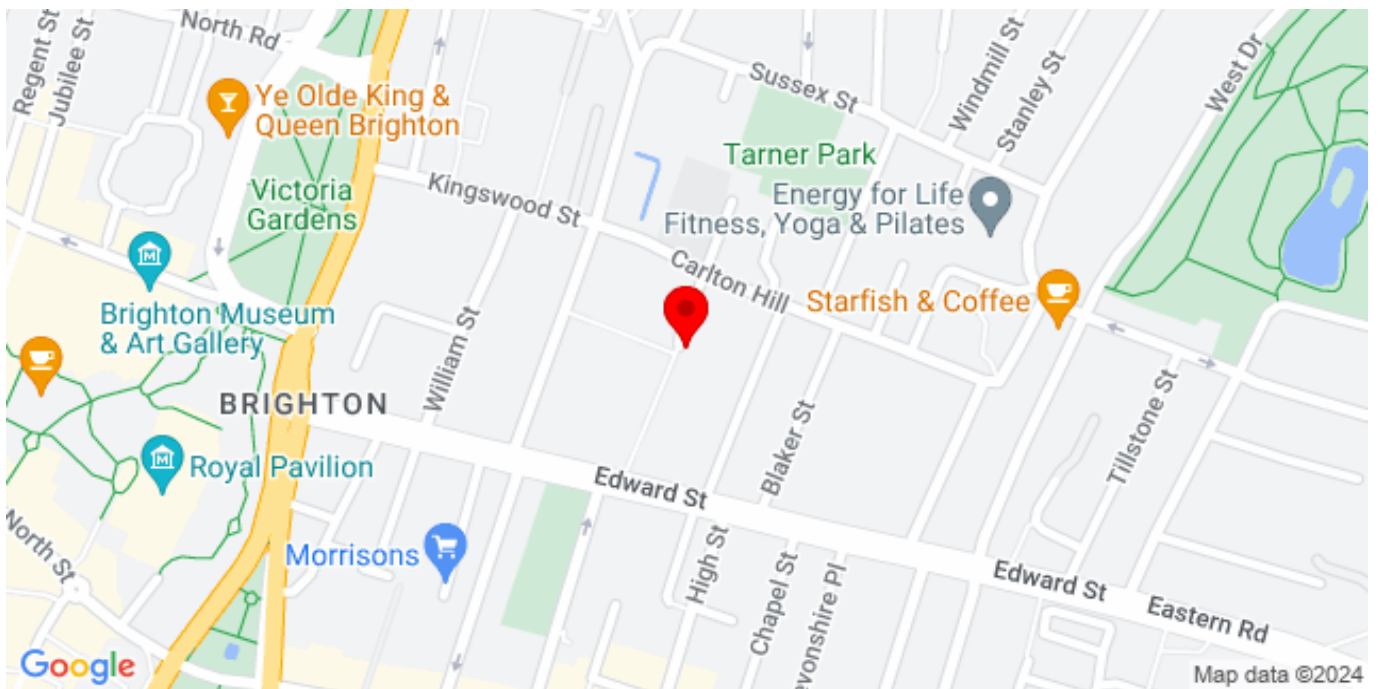 North Rd
Regent St
Jubilee St
Ye Olde King &
Queen Brighton
Sussex St
Windmill St
Stanley St
West Dr
Tarner Park
Victoria
Gardens
Kingswood St
Energy for Life
Fitness, Yoga & Pilates
Carlton Hill
Starfish & Coffee
Brighton Museum
& Art Gallery
William St
BRIGHTON
Tillstone St
Blaker St
Royal Pavilion
Edward St
North St
Morrisons
High St
Chapel St
evonshire Pl
Edward St
Eastern Rd
Google
Map data ©2024